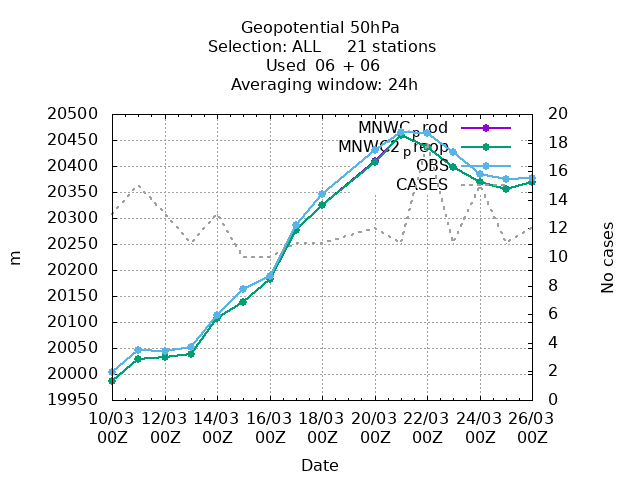 Geopotential 50hPa
Selection: ALL 21 stations
Used 06 + 06
Averaging window: 24h
MNWC_prod
MNWC2_preop
OBS
CASES
20500
20450
20400
20350
20300
20250
20200
20150
20100
20050
20000
19950
20
18
16
14
12
10
8
6
4
2
0
m
No cases
10/03 12/03 14/03 16/03 18/03 20/03 22/03 24/03 26/03
00Z 00Z 00Z 00Z 00Z 00Z 00Z 00Z 00Z
Date